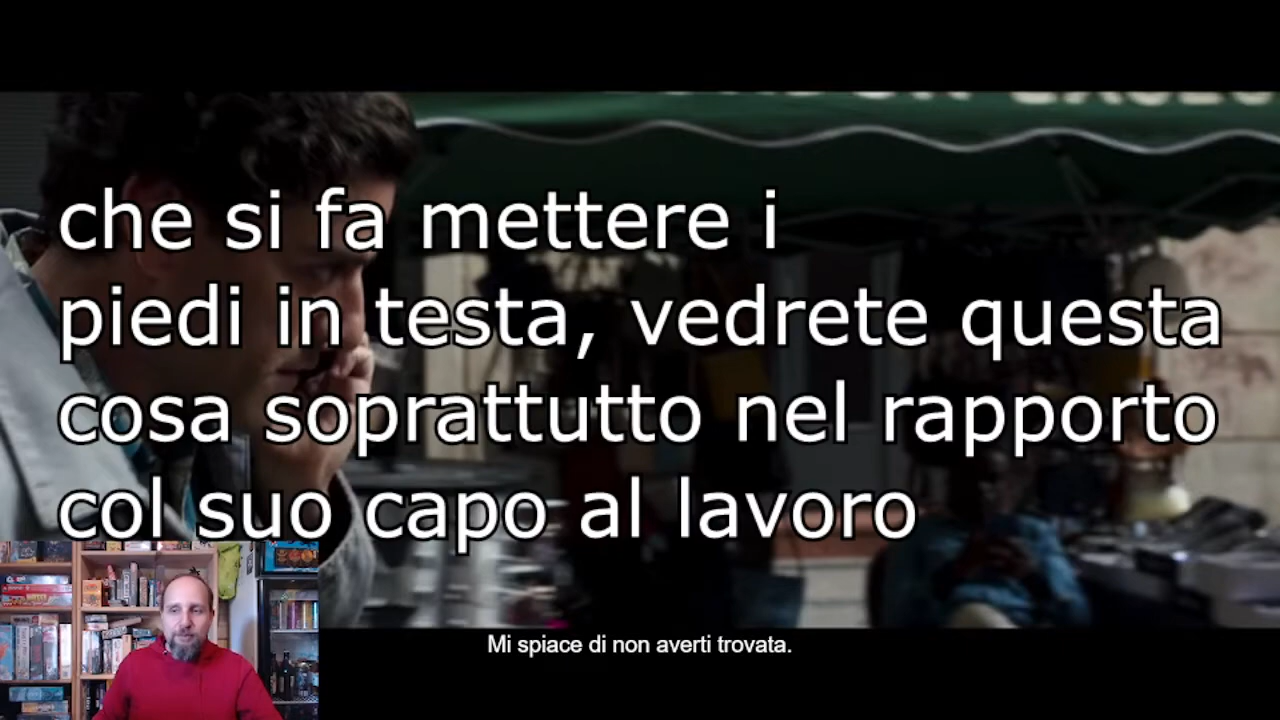 che si fa mettere i
piedi in testa, vedrete questa
cosa soprattutto nel rapporto
col suo capo al lavoro
Mi spiace di non averti trovata.